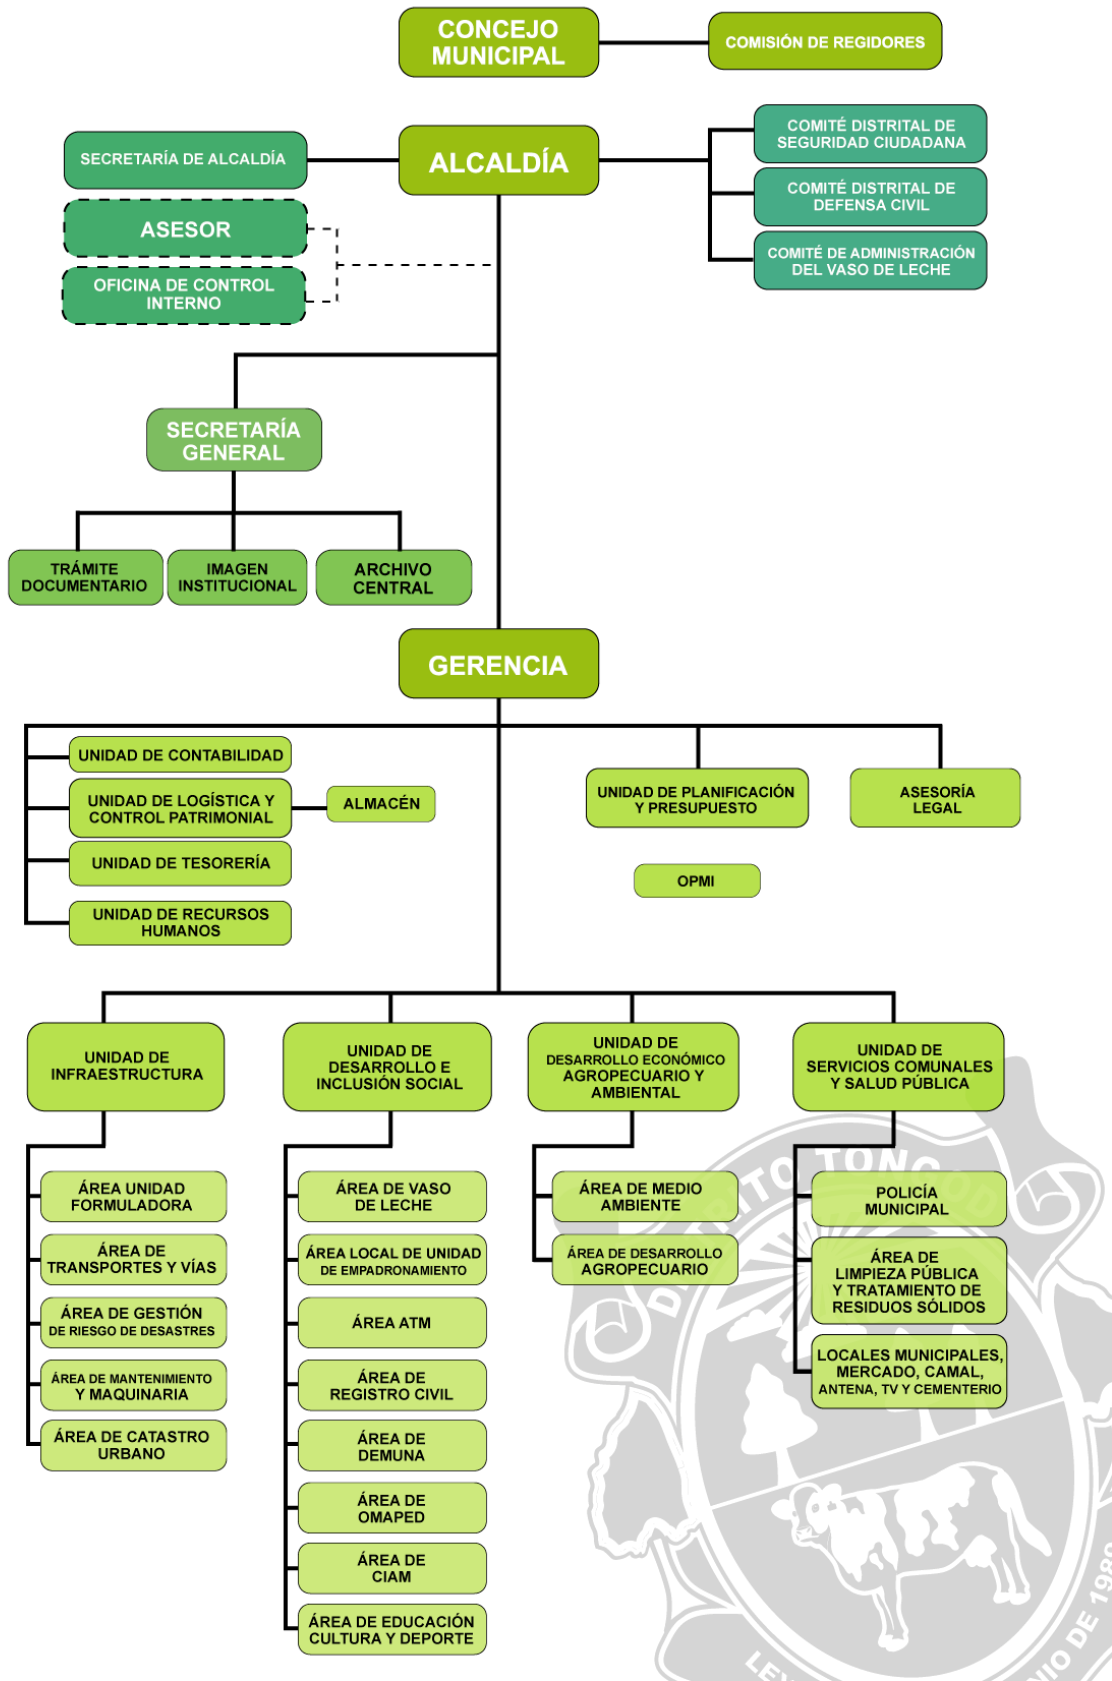 CONCEJO
MUNICIPAL
COMISIÓN DE REGIDORES
SECRETARÍA DE ALCALDÍA
ALCALDÍA
COMITÉ DISTRITAL DE
SEGURIDAD CIUDADANA
COMITÉ DISTRITAL DE
DEFENSA CIVIL
COMITÉ DE ADMINISTRACIÓN
DEL VASO DE LECHE
ASESOR
OFICINA DE CONTROL
INTERNO
SECRETARÍA
GENERAL
TRÁMITE
DOCUMENTARIO
IMAGEN
INSTITUCIONAL
ARCHIVO
CENTRAL
GERENCIA
UNIDAD DE CONTABILIDAD
UNIDAD DE LOGÍSTICA Y
CONTROL PATRIMONIAL
ALMACÉN
UNIDAD DE TESORERÍA
UNIDAD DE RECURSOS
HUMANOS
UNIDAD DE PLANIFICACIÓN
Y PRESUPUESTO
ASESORÍA
LEGAL
OPMI
UNIDAD DE
INFRAESTRUCTURA
UNIDAD DE
DESARROLLO E
INCLUSIÓN SOCIAL
UNIDAD DE
DESARROLLO ECONÓMICO
AGROPECUARIO Y
AMBIENTAL
UNIDAD DE
SERVICIOS COMUNALES
Y SALUD PÚBLICA
ÁREA UNIDAD
FORMULADORA
ÁREA DE
TRANSPORTES Y VÍAS
ÁREA DE GESTIÓN
DE RIESGO DE DESASTRES
ÁREA DE MANTENIMIENTO
Y MAQUINARIA
ÁREA DE CATASTRO
URBANO
ÁREA DE VASO
DE LECHE
ÁREA LOCAL DE UNIDAD
DE EMPADRONAMIENTO
ÁREA ATM
ÁREA DE
REGISTRO CIVIL
ÁREA DE
DEMUNA
ÁREA DE
OMAPED
ÁREA DE
CIAM
ÁREA DE EDUCACIÓN
CULTURA Y DEPORTE
ÁREA DE MEDIO
AMBIENTE
ÁREA DE DESARROLLO
AGROPECUARIO
POLICÍA
MUNICIPAL
ÁREA DE
LIMPIEZA PÚBLICA
Y TRATAMIENTO DE
RESIDUOS SÓLIDOS
LOCALES MUNICIPALES,
MERCADO, CAMAL,
ANTENA, TV Y CEMENTERIO
DE 1980